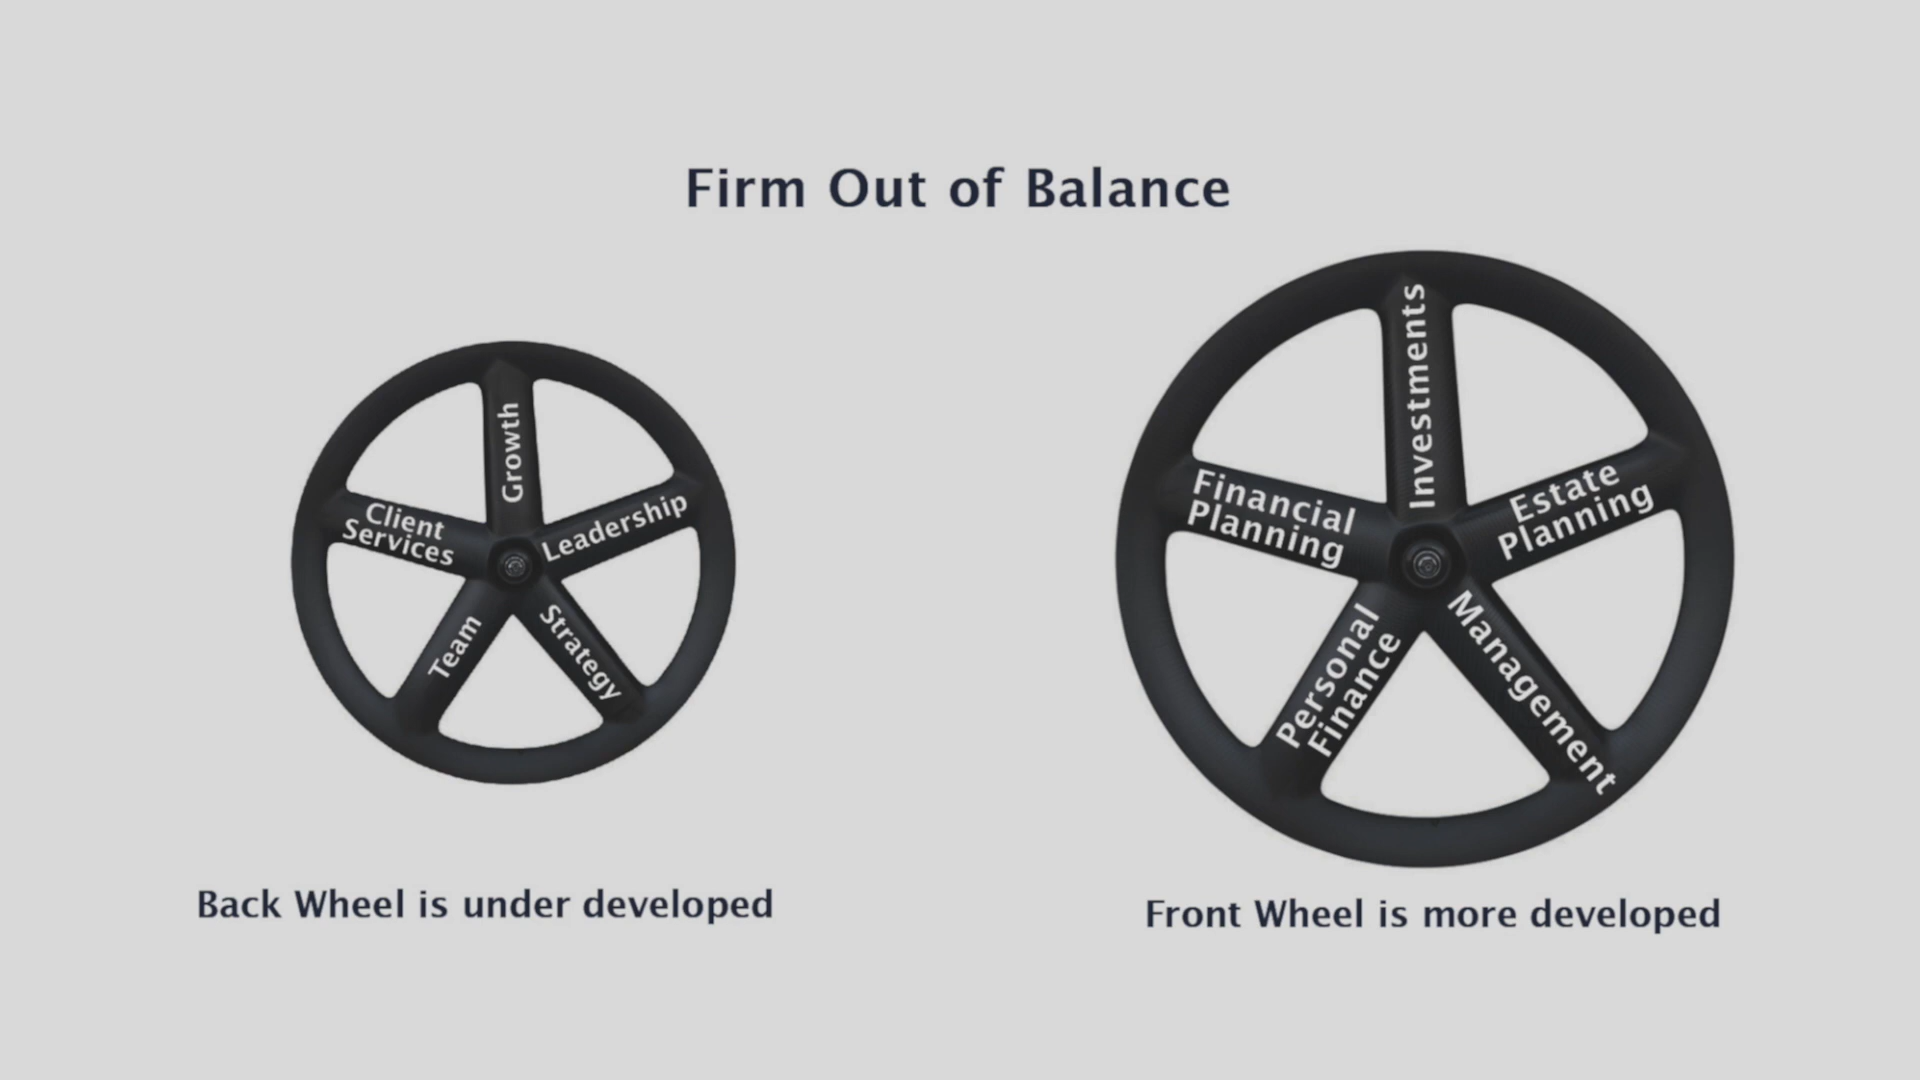 Firm Out of Balance
Growth
Leadership
Strategy
Team
Client
Services
Investments
Estate
Planning
Management
Personal
Finance
Financial
Planning
Back Wheel is under developed
Front Wheel is more developed